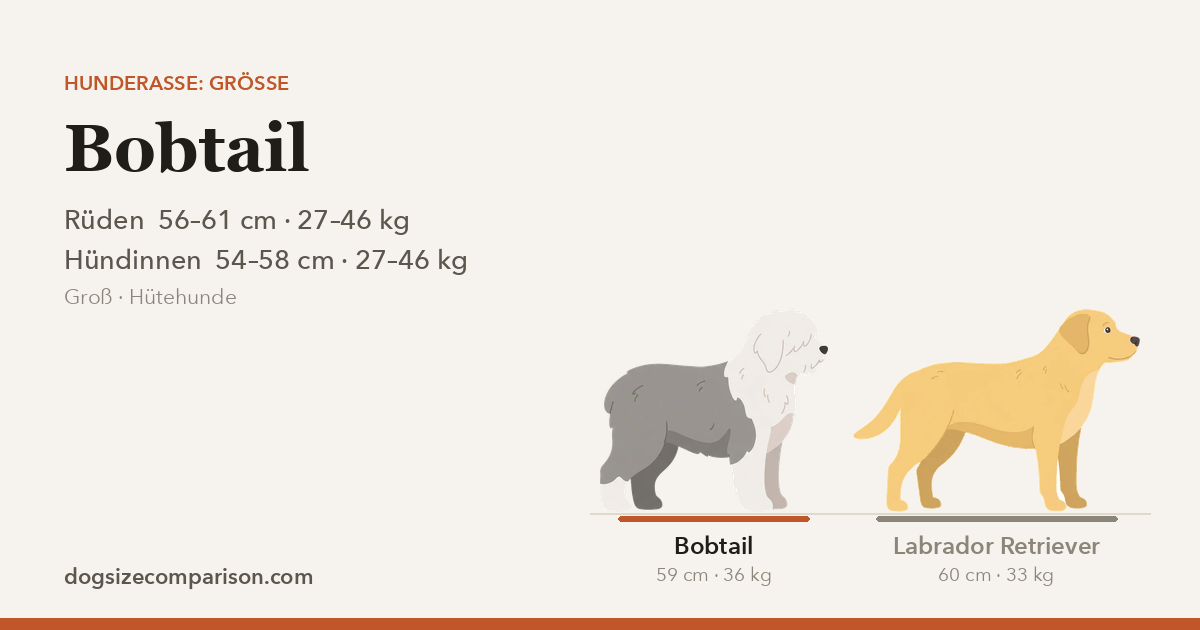 HUNDERASSE: GRÖSSE
Bobtail
Rüden 56–61 cm · 27–46 kg
Hündinnen 54–58 cm · 27–46 kg
Groß · Hütehunde
Bobtail
59 cm · 36 kg
Labrador Retriever
60 cm · 33 kg
dogsizecomparison.com